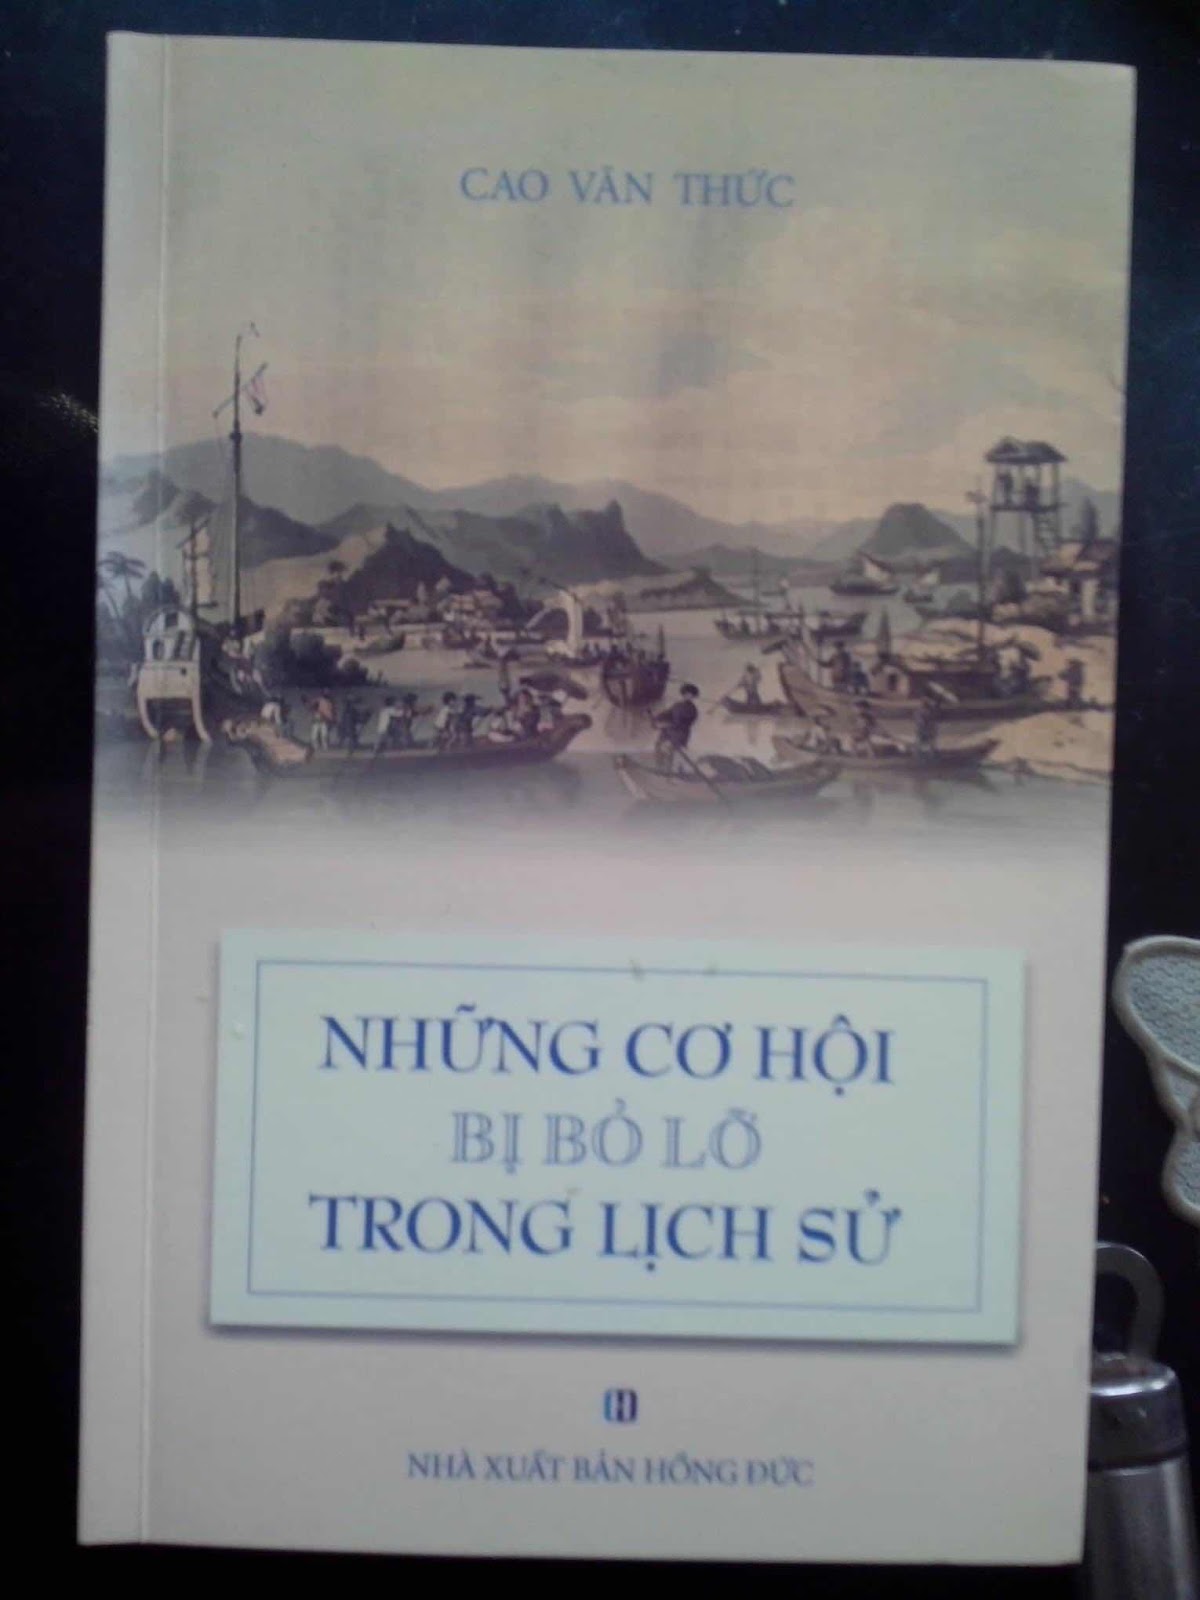 CAO VĂN THỨC
NHỮNG CƠ HỘI
BỊ BỎ LỠ
TRONG LỊCH SỬ
H
NHÀ XUẤT BẢN HỒNG ĐỨC